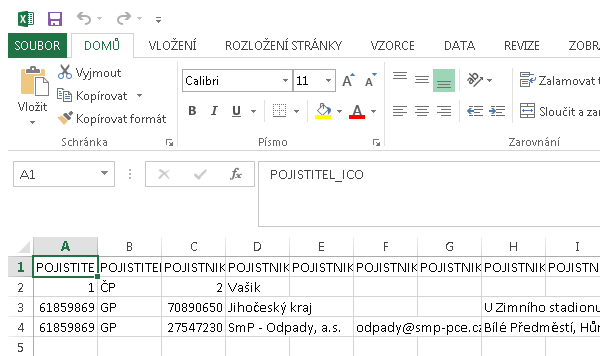 SOUBOR DOMŮ VLOŽENÍ ROZLOŽENÍ STRÁNKY VZORCE DATA REVIZE ZOBRA
Vložit
Vyjmout
Kopírovat
Kopírovat formát
Schránka
Calibri 11 A A
B I U A
Písmo
Zalamovat t
Sloučit a zar
Zarovnání
A1 fx POJISTITEL_ICO
A B C D E F G H I
1 POJISTITE POJISTITEI POJISTNIK POJISTNIK POJISTNIK POJISTNIK POJISTNIK POJISTNIK POJISTNIK
2 1 ČP 2 Vašik
3 61859869 GP 70890650 Jihočeský kraj U Zimního stadionu
4 61859869 GP 27547230 SmP - Odpady, a.s. odpady@smp-pce.cz Bílé Předměstí, Hůr
5